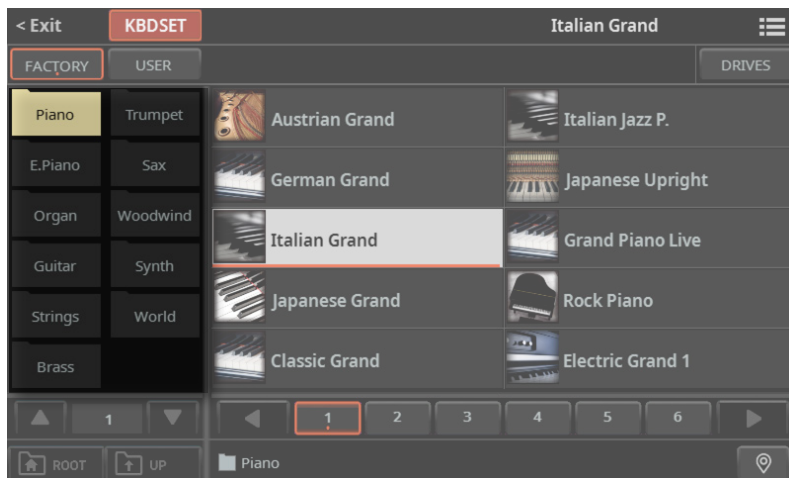 < Exit KBDSET Italian Grand
FACTORY USER DRIVES
Piano Trumpet
E.Piano Sax
Organ Woodwind
Guitar Synth
Strings World
Brass
Austrian Grand Italian Jazz P.
German Grand Japanese Upright
Italian Grand Grand Piano Live
Japanese Grand Rock Piano
Classic Grand Electric Grand 1
1 1 2 3 4 5 6
ROOT UP Piano